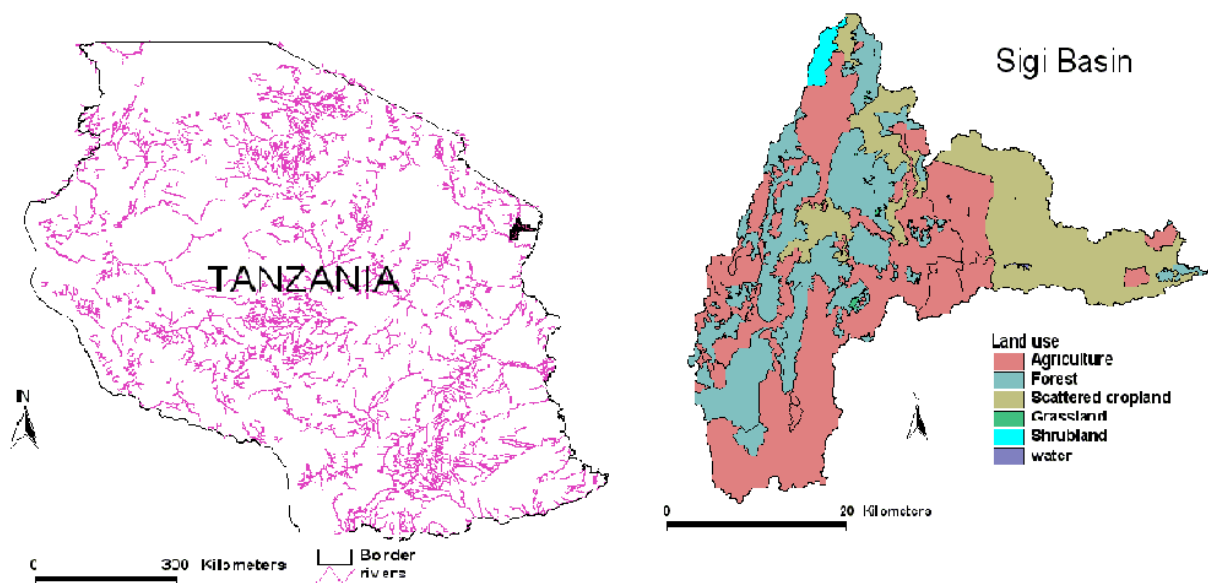 TANZANIA
N
0 300 Kilometers
Border
rivers
Sigi Basin
Land use
Agriculture
Forest
Scattered cropland
Grassland
Shrubland
water
0 20 Kilometers